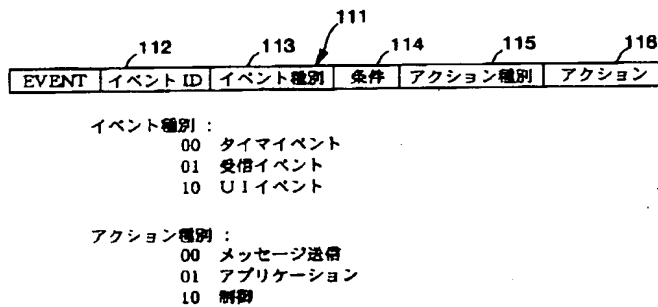 111
112 113 114 115 116
EVENT イベントID イベント種別 条件 アクション種別 アクション
イベント種別：
00 タイマイベント
01 受信イベント
10 UIイベント
アクション種別：
00 メッセージ送信
01 アプリケーション
10 制御